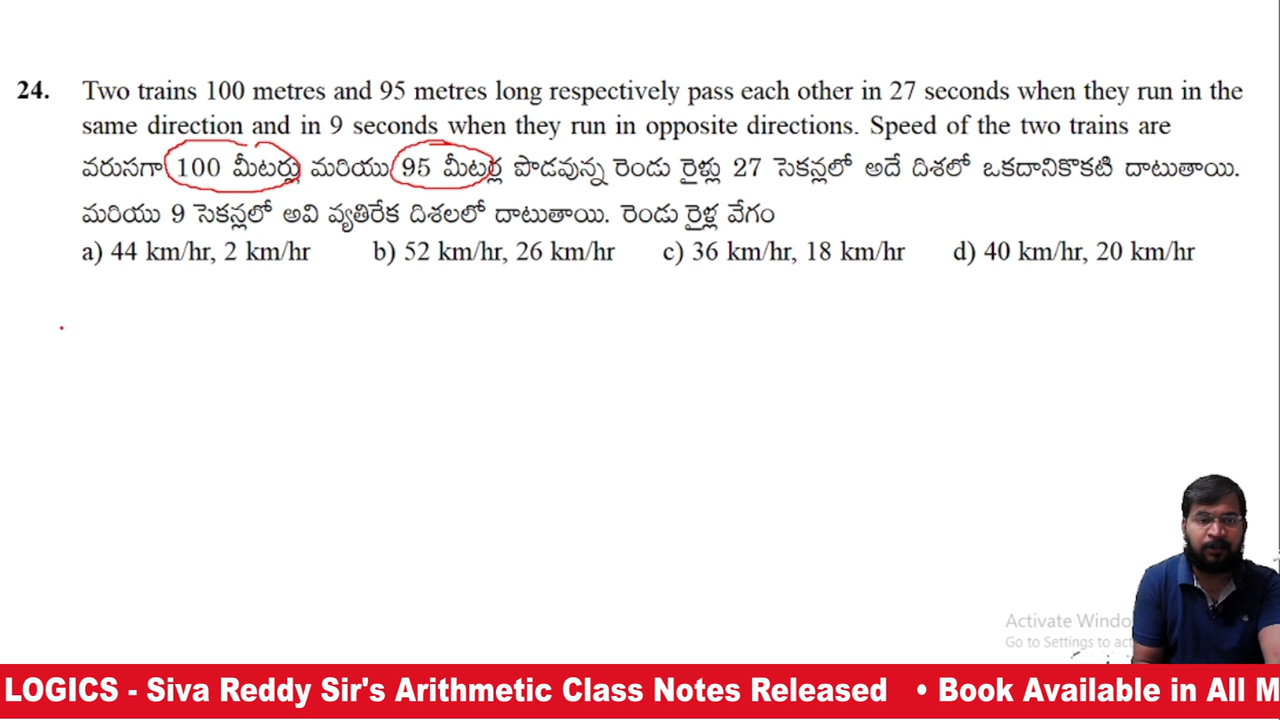 24. Two trains 100 metres and 95 metres long respectively pass each other in 27 seconds when they run in the
same direction and in 9 seconds when they run in opposite directions. Speed of the two trains are
వరుసగా 100 మీటర్లు మరియు 95 మీటర్ల పొడవున్న రెండు రైళ్లు 27 సెకన్లలో అదే దిశలో ఒకదానికొకటి దాటుతాయి.
మరియు 9 సెకన్లలో అవి వ్యతిరేక దిశలలో దాటుతాయి. రెండు రైళ్ల వేగం
a) 44 km/hr, 2 km/hr b) 52 km/hr, 26 km/hr c) 36 km/hr, 18 km/hr d) 40 km/hr, 20 km/hr
Activate Windo
Go to Settings to act
LOGICS - Siva Reddy Sir's Arithmetic Class Notes Released • Book Available in All M